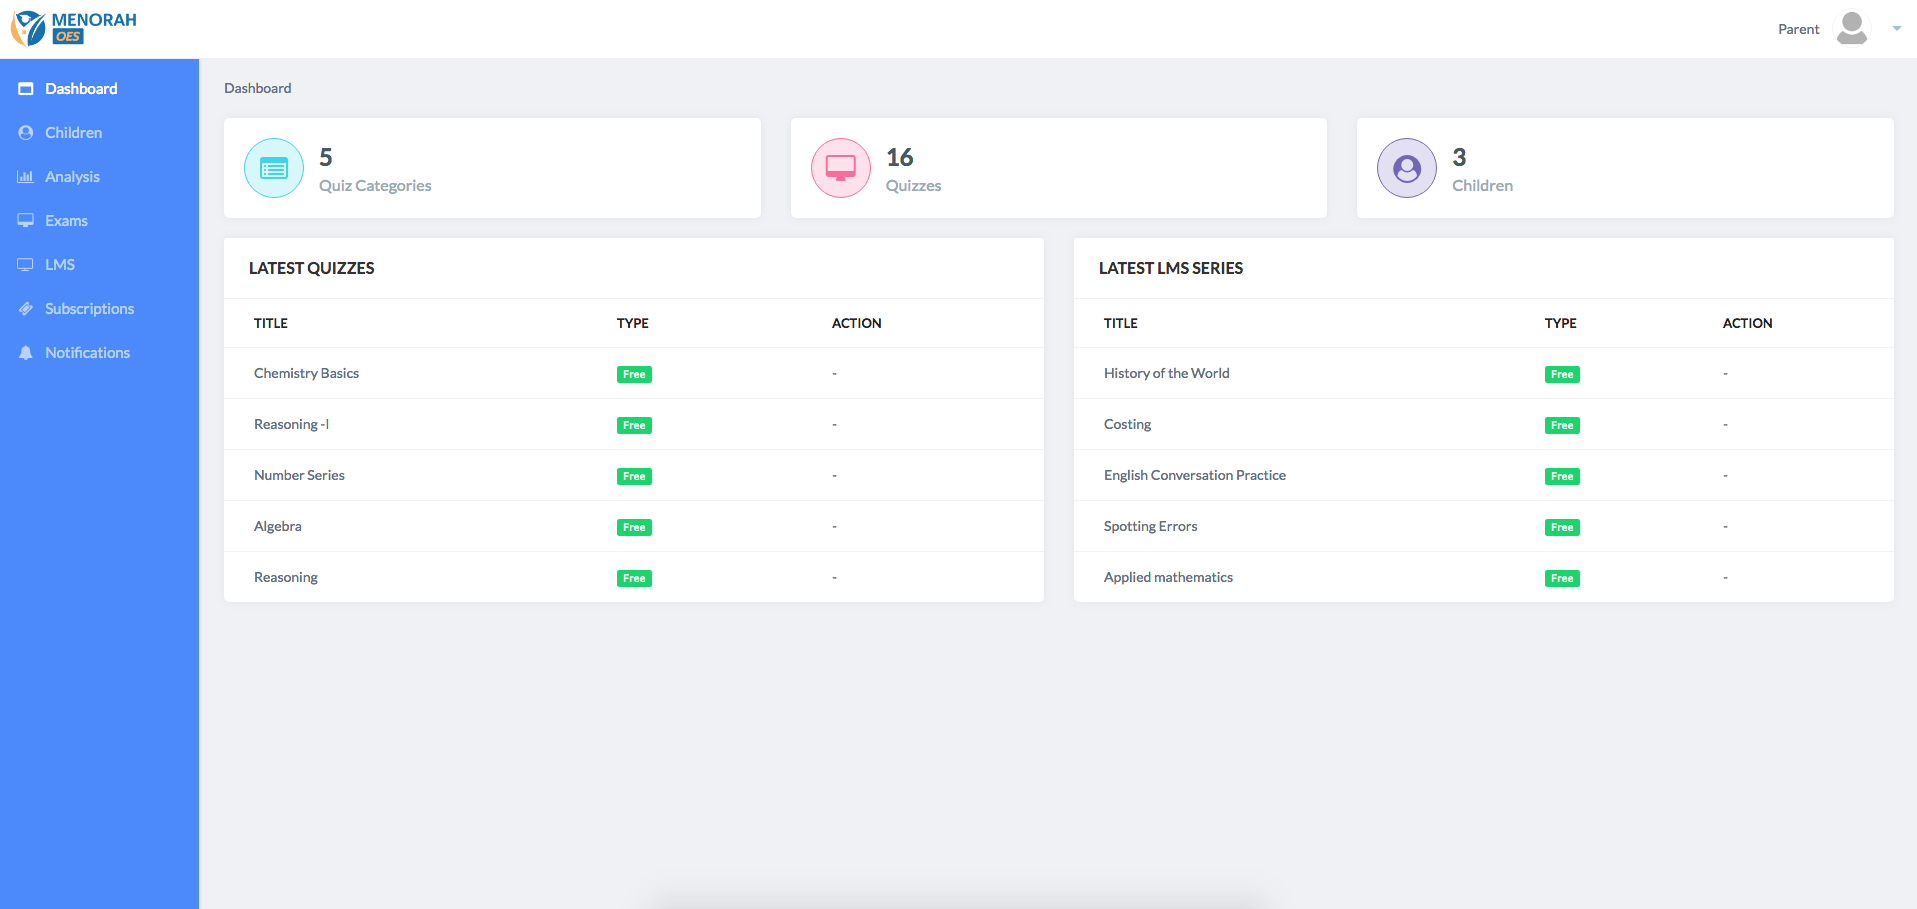 MENORAH
OES
Parent
Dashboard
Children
Analysis
Exams
LMS
Subscriptions
Notifications
Dashboard
5
Quiz Categories
16
Quizzes
3
Children
LATEST QUIZZES
TITLE TYPE ACTION
Chemistry Basics Free -
Reasoning -I Free -
Number Series Free -
Algebra Free -
Reasoning Free -
LATEST LMS SERIES
TITLE TYPE ACTION
History of the World Free -
Costing Free -
English Conversation Practice Free -
Spotting Errors Free -
Applied mathematics Free -